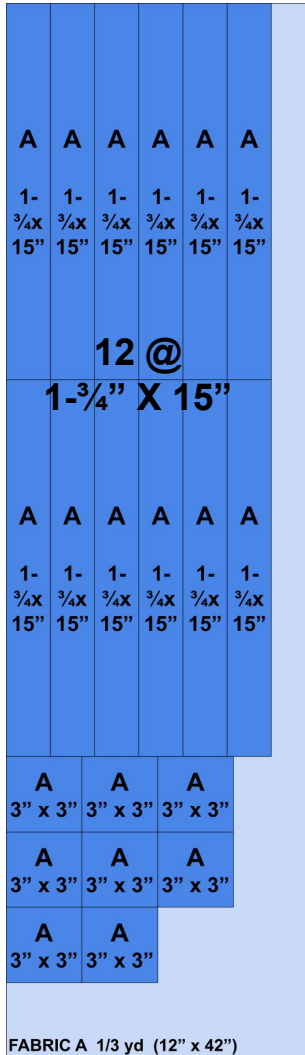 A A A A A A
1- 1- 1- 1- 1- 1-
¾x ¾x ¾x ¾x ¾x ¾x
15” 15” 15” 15” 15” 15”
12 @
1-¾” X 15”
A A A A A A
1- 1- 1- 1- 1- 1-
¾x ¾x ¾x ¾x ¾x ¾x
15” 15” 15” 15” 15” 15”
A A A
3” x 3” 3” x 3” 3” x 3”
A A A
3” x 3” 3” x 3” 3” x 3”
A A
3” x 3” 3” x 3”
FABRIC A 1/3 yd (12” x 42”)